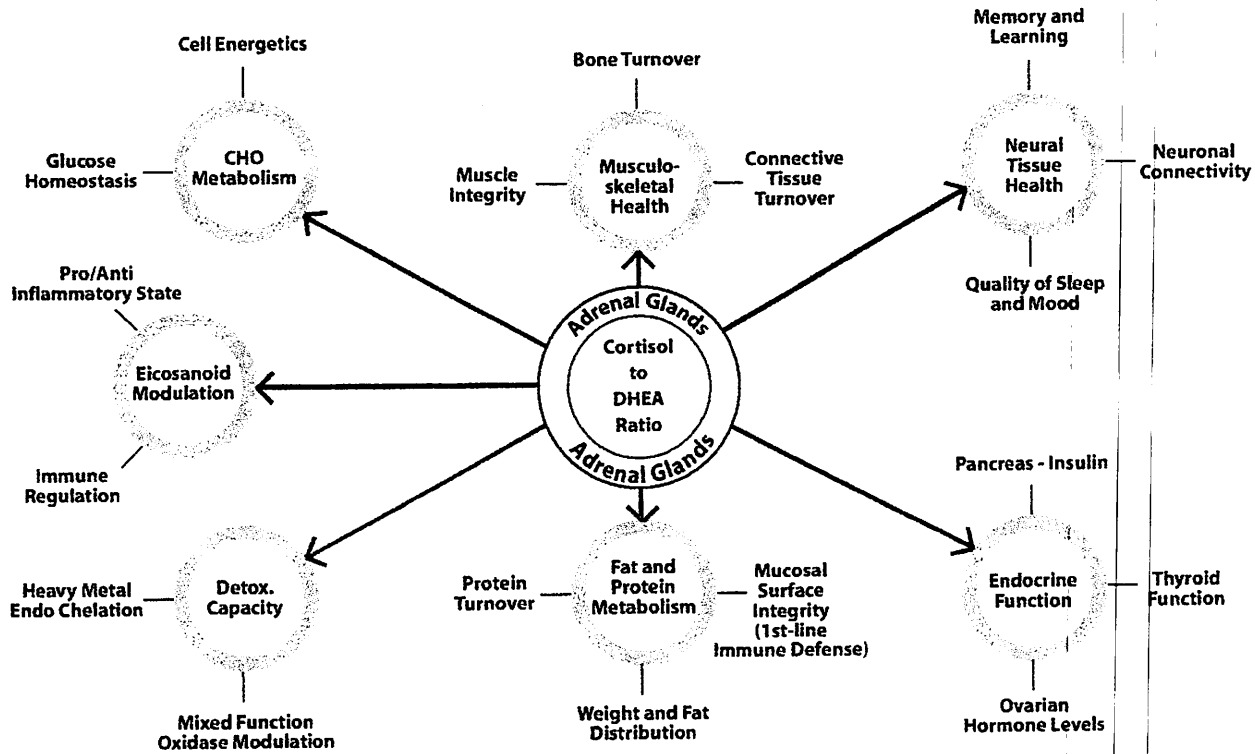 Cell Energetics
Glucose
Homeostasis
CHO
Metabolism
Bone Turnover
Muscle
Integrity
Musculo-
skeletal
Health
Connective
Tissue
Turnover
Memory and
Learning
Neural
Tissue
Health
Neuronal
Connectivity
Quality of Sleep
and Mood
Pro/Anti
Inflammatory State
Eicosanoid
Modulation
Immune
Regulation
Adrenal Glands
Cortisol
to
DHEA
Ratio
Adrenal Glands
Heavy Metal
Endo Chelation
Detox.
Capacity
Mixed Function
Oxidase Modulation
Protein
Turnover
Fat and
Protein
Metabolism
Mucosal
Surface
Integrity
(1st-line
Immune Defense)
Weight and Fat
Distribution
Pancreas - Insulin
Endocrine
Function
Thyroid
Function
Ovarian
Hormone Levels